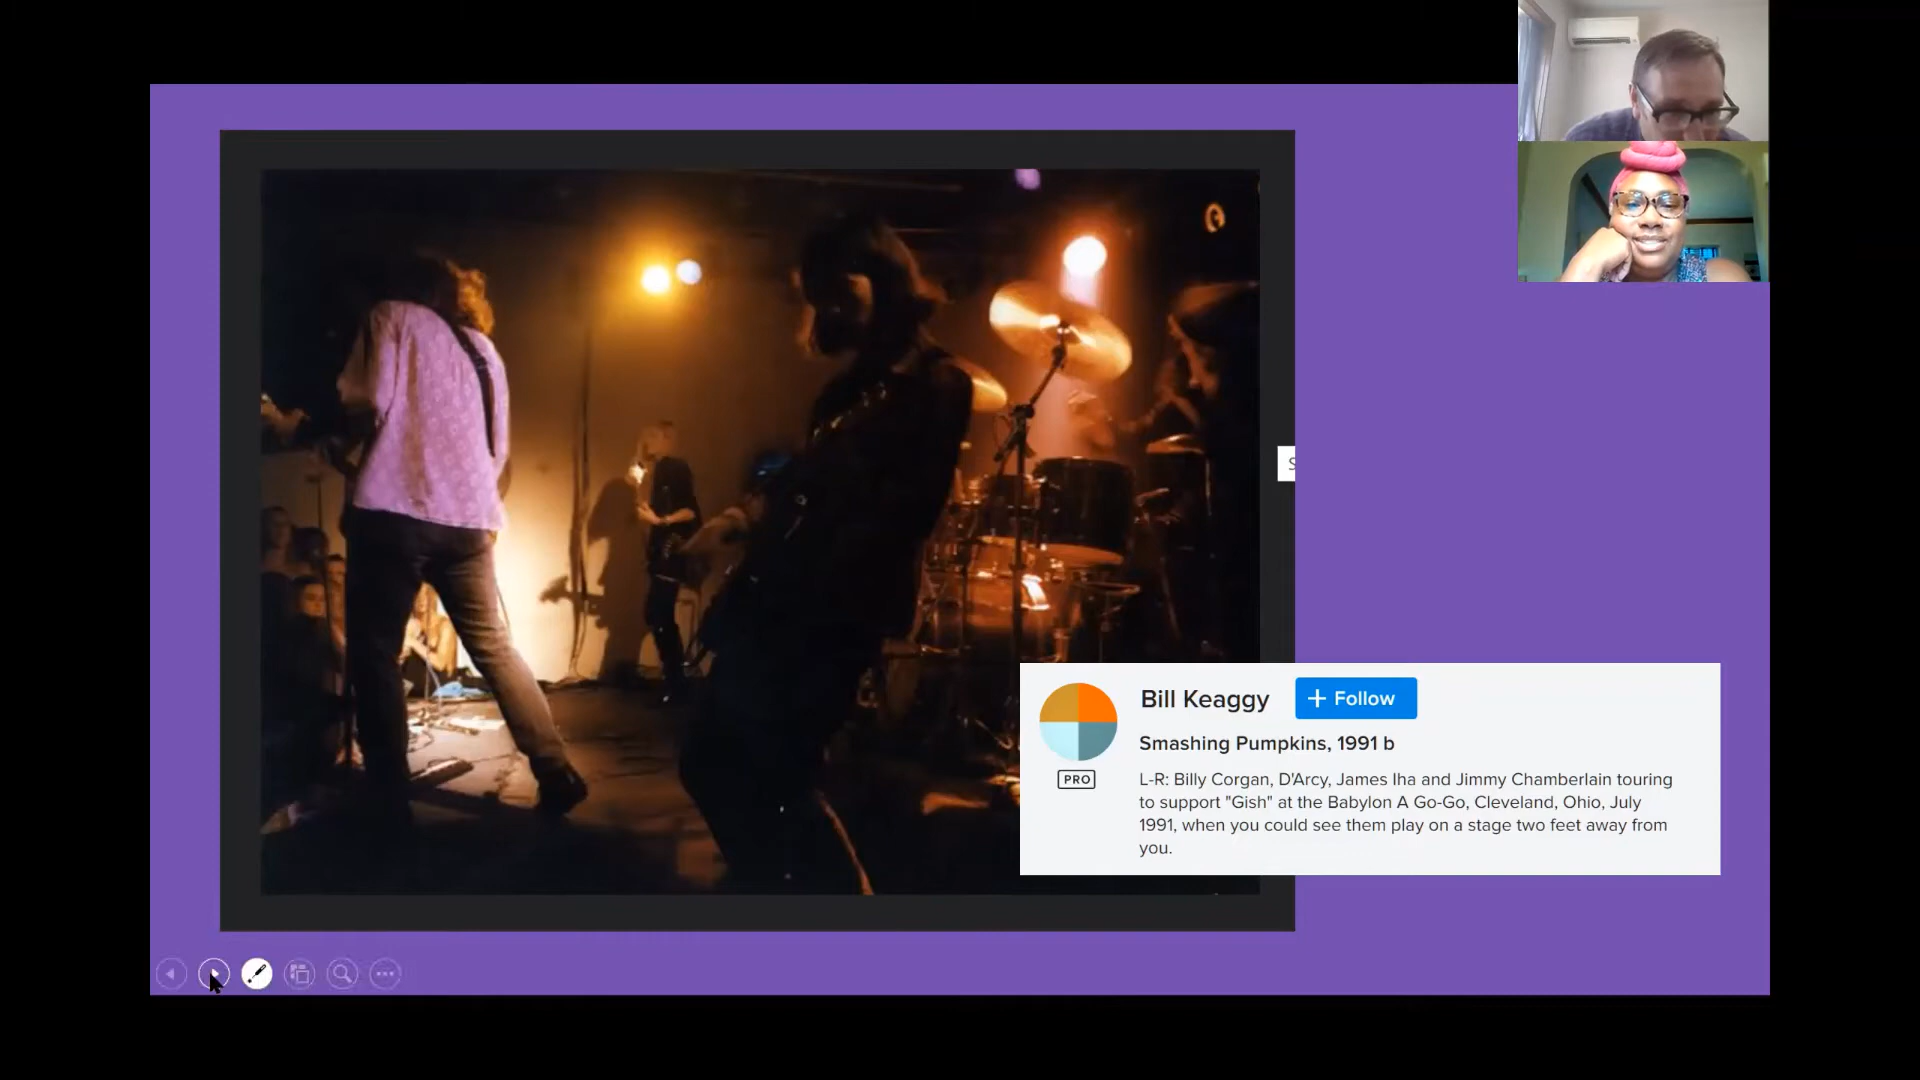 S
Bill Keaggy
+ Follow
Smashing Pumpkins, 1991 b
PRO
L-R: Billy Corgan, D'Arcy, James Iha and Jimmy Chamberlain touring
to support "Gish" at the Babylon A Go-Go, Cleveland, Ohio, July
1991, when you could see them play on a stage two feet away from
you.